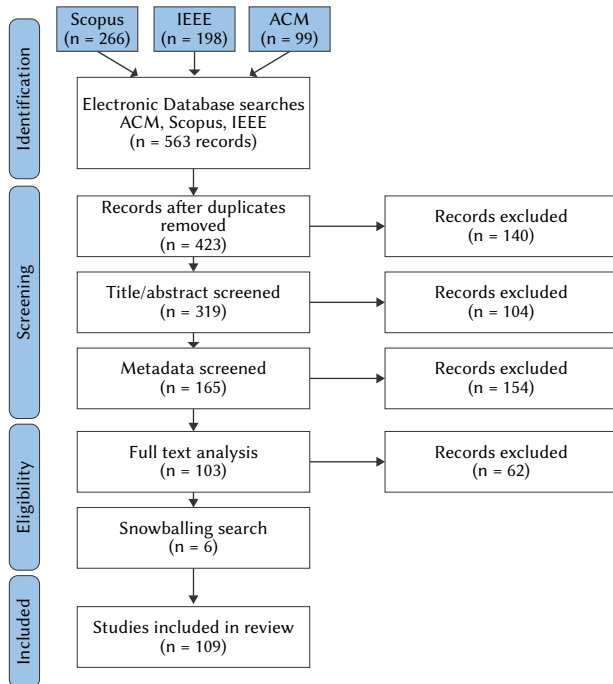 Scopus
(n = 266)
IEEE
(n = 198)
ACM
(n = 99)
Identification
Electronic Database searches
ACM, Scopus, IEEE
(n = 563 records)
Screening
Records after duplicates
removed
(n = 423)
Records excluded
(n = 140)
Title/abstract screened
(n = 319)
Records excluded
(n = 104)
Metadata screened
(n = 165)
Records excluded
(n = 154)
Eligibility
Full text analysis
(n = 103)
Records excluded
(n = 62)
Snowballing search
(n = 6)
Included
Studies included in review
(n = 109)